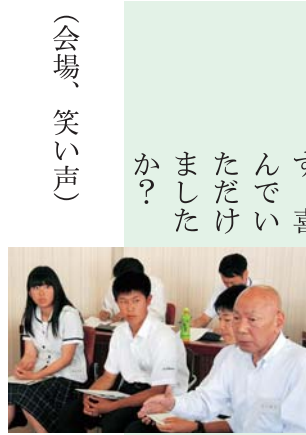 す 喜
んでい
ただけ
ました
か？
（会場、笑い声）